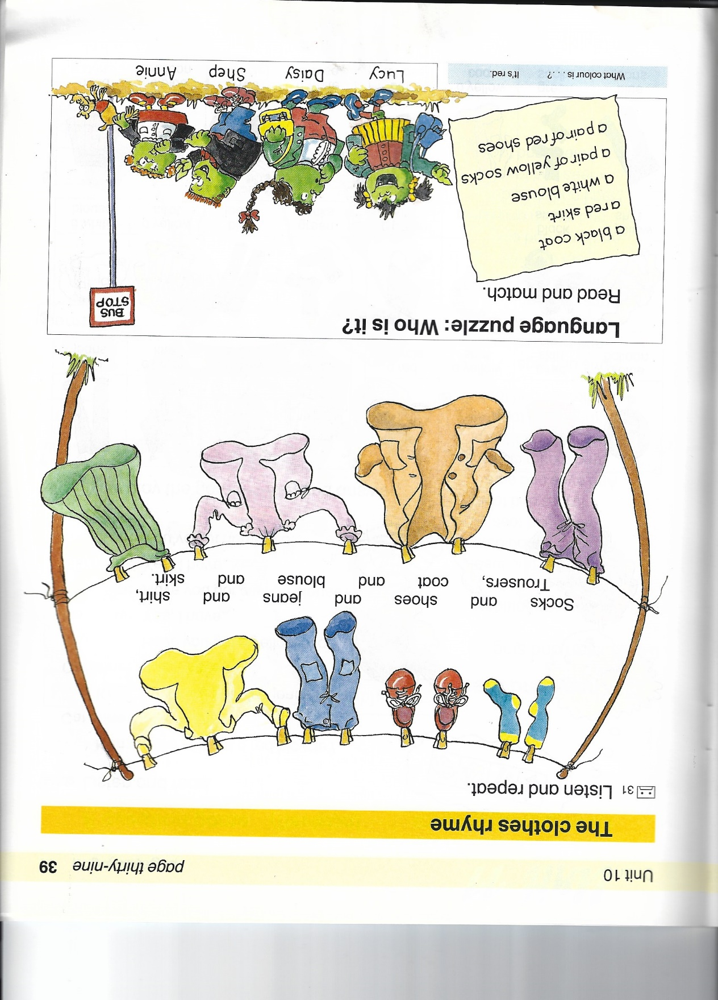 Unit 10
page thirty-nine 39
The clothes rhyme
31 Listen and repeat.
Socks and shoes and jeans and shirt,
Trousers, coat and blouse and skirt.
Language puzzle: Who is it?
Read and match.
a black coat
a red skirt
a white blouse
a pair of yellow socks
a pair of red shoes
BUS
STOP
Lucy Daisy Shep Annie
What colour is . . .? It's red.